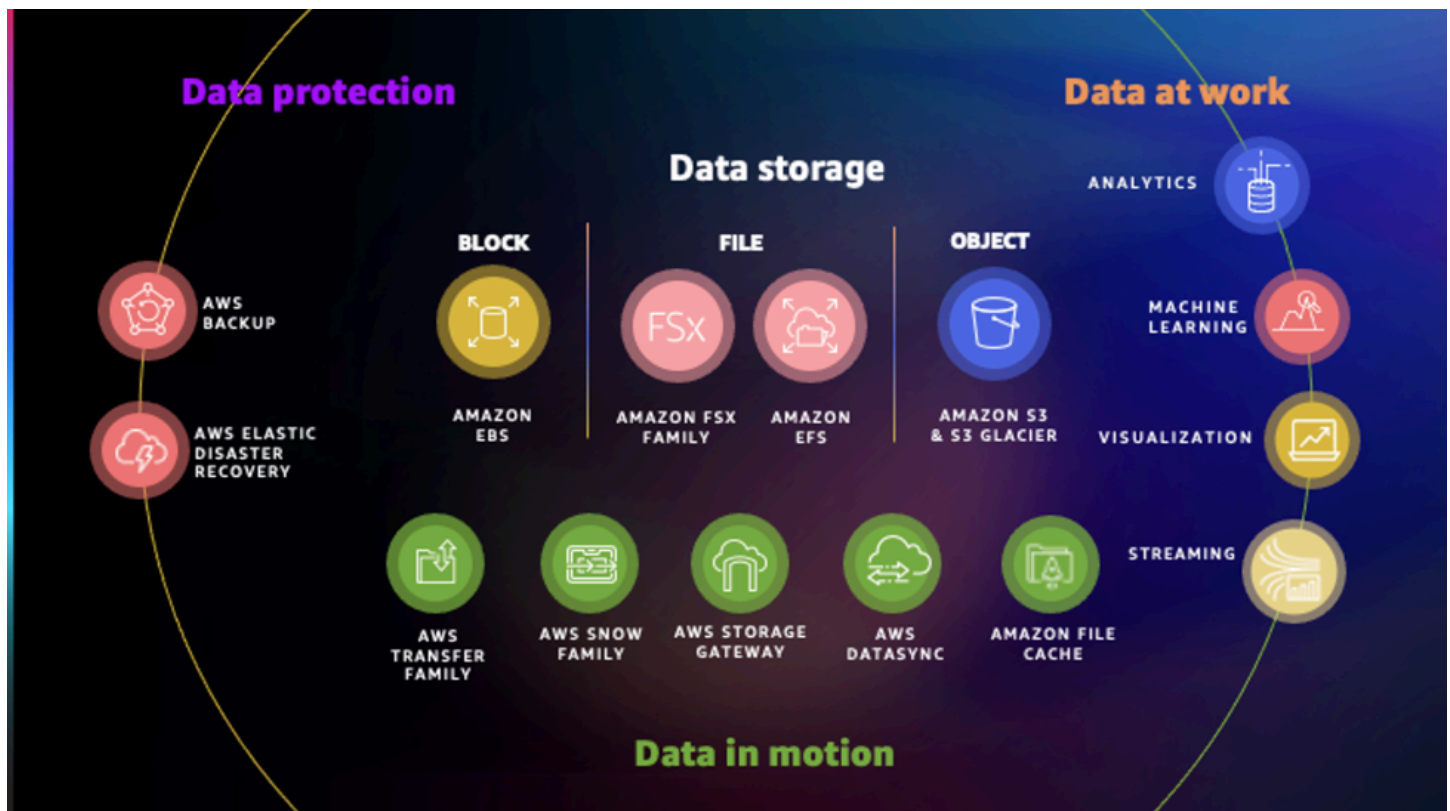 Data protection
Data at work
Data storage
ANALYTICS
BLOCK
FILE
OBJECT
AWS
BACKUP
FSx
MACHINE
LEARNING
AMAZON
EBS
AMAZON FSX
FAMILY
AMAZON
EFS
AMAZON S3
& S3 GLACIER
AWS ELASTIC
DISASTER
RECOVERY
VISUALIZATION
STREAMING
AWS
TRANSFER
FAMILY
AWS SNOW
FAMILY
AWS STORAGE
GATEWAY
AWS
DATASYNC
AMAZON FILE
CACHE
Data in motion